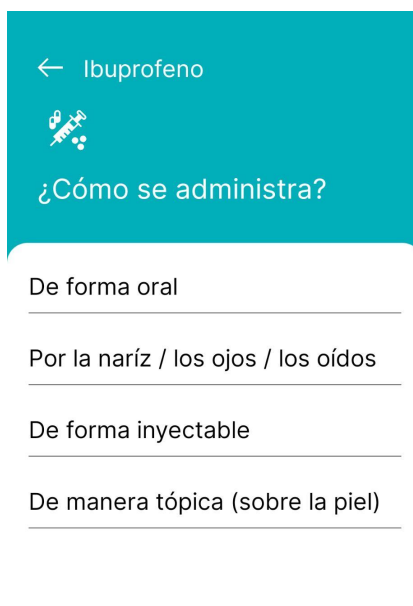 ← Ibuprofeno
¿Cómo se administra?
De forma oral
Por la naríz / los ojos / los oídos
De forma inyectable
De manera tópica (sobre la piel)